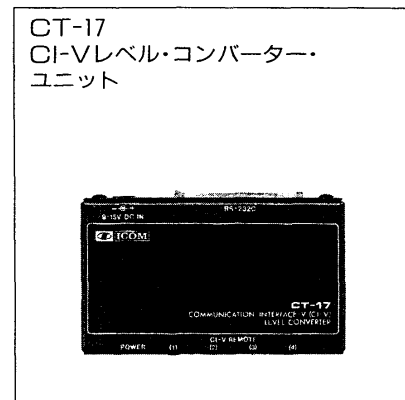 CT-17
CI-Vレベル・コンバーター・
ユニット
RS-232C
9-15V DC IN
ICOM
CT-17
COMMUNICATION INTERFACE V (CI-V)
LEVEL CONVERTER
CI-V REMOTE
POWER (1) (2) (3) (4)